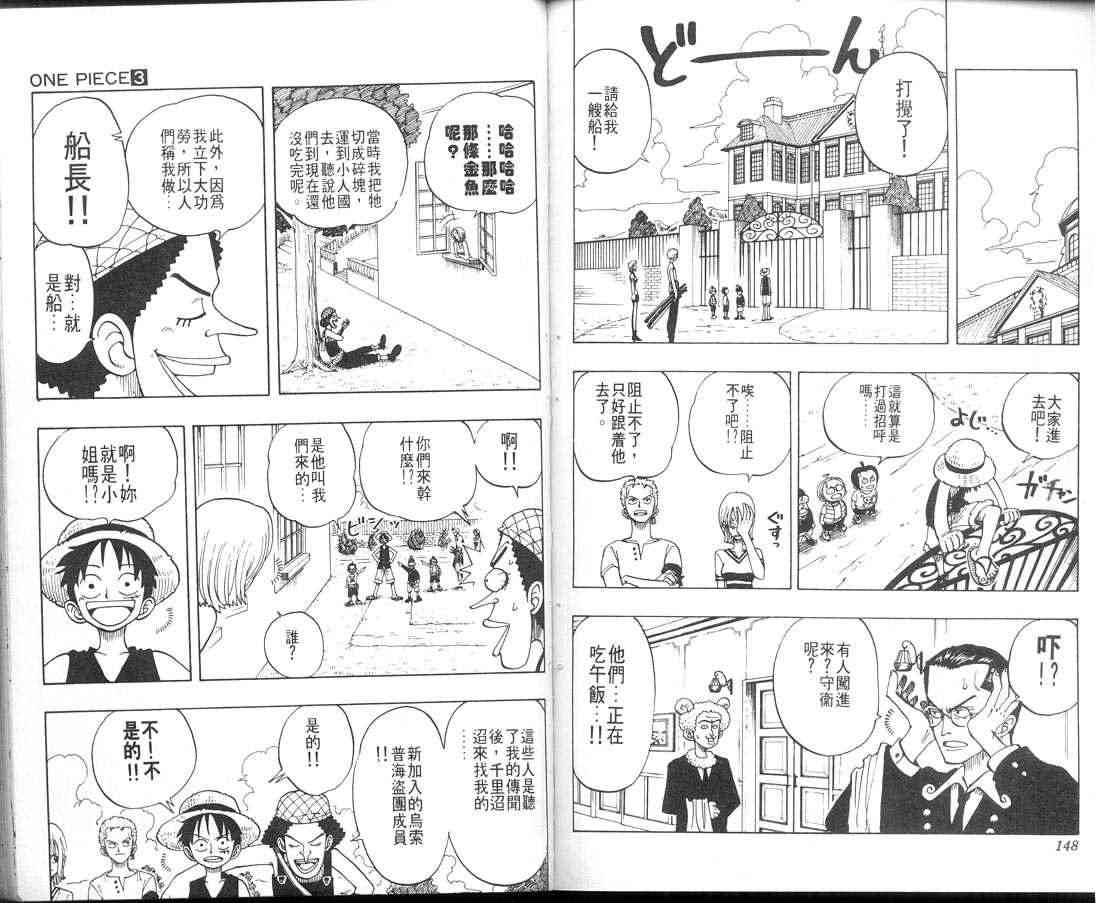 打攪了!
請給我
一艘船!
どーーん
大家進
去吧!
這就算是
打過招呼
嗎……
よじ…
ガチャン
唉……阻止
不了吧!?
阻止不了,
只好跟着他
去了。
ぐすっ
吓!?
有人闖進
來?守衞
呢?
他們…正在
吃午飯…!!
148
ONE PIECE3
哈哈哈哈
……那麼
那條金魚
呢?
當時我把牠
切成碎塊,
運到小人國
去,聽說他
們到現在還
沒吃完呢。
此外,因爲
我立下大功
勞,所以人
們稱我做…
船長!!
對…就
是船…
啊!!
你們來幹
什麼!?
是他叫我
們來的…
ビシッ
誰?
啊!妳
就是小
姐嗎!?
這些人是聽
了我的傳聞
後,千里迢
迢來找我的
……
新加入的烏索
普海盜團成員
!!
是的!!
不!不
是的!!